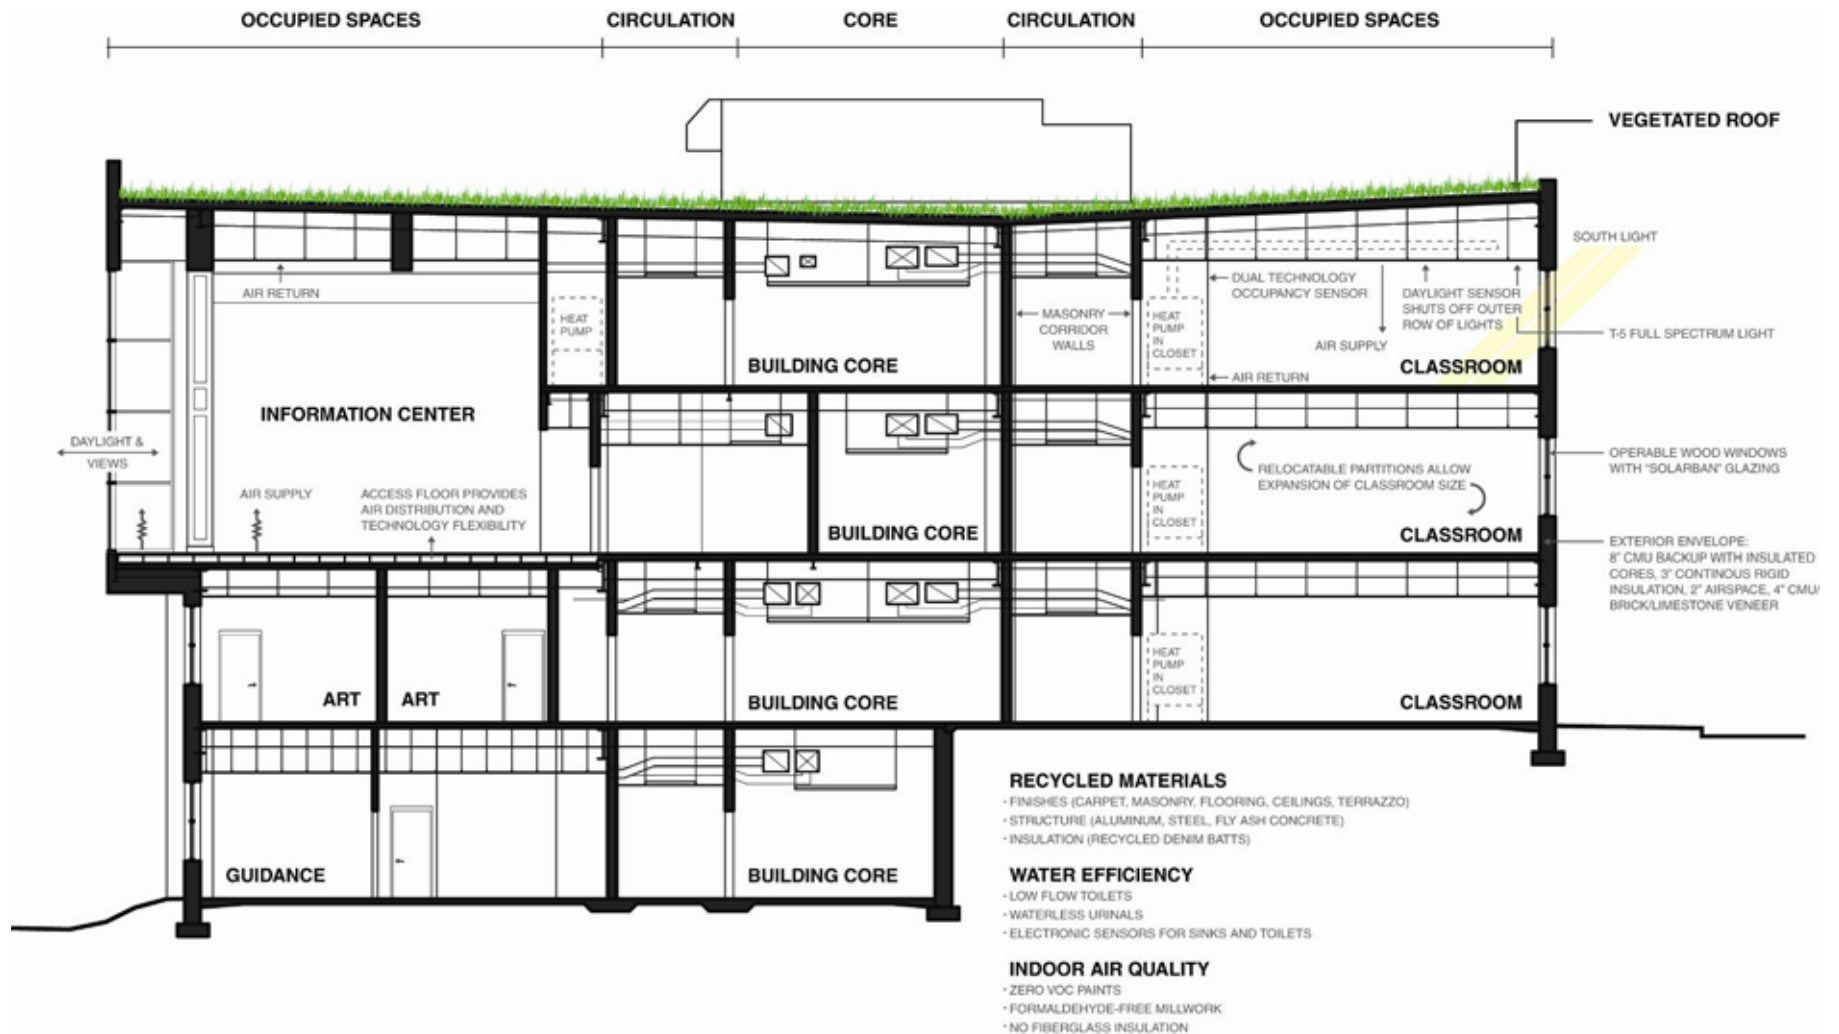 OCCUPIED SPACES
CIRCULATION
CORE
CIRCULATION
OCCUPIED SPACES
VEGETATED ROOF
SOUTH LIGHT
AIR RETURN
HEAT
PUMP
MASONRY
CORRIDOR
WALLS
HEAT
PUMP
IN
CLOSET
DUAL TECHNOLOGY
OCCUPANCY SENSOR
DAYLIGHT SENSOR
SHUTS OFF OUTER
ROW OF LIGHTS
AIR SUPPLY
T-5 FULL SPECTRUM LIGHT
BUILDING CORE
AIR RETURN
CLASSROOM
INFORMATION CENTER
DAYLIGHT &
VIEWS
AIR SUPPLY
ACCESS FLOOR PROVIDES
AIR DISTRIBUTION AND
TECHNOLOGY FLEXIBILITY
BUILDING CORE
HEAT
PUMP
IN
CLOSET
RELOCATABLE PARTITIONS ALLOW
EXPANSION OF CLASSROOM SIZE
CLASSROOM
OPERABLE WOOD WINDOWS
WITH "SOLARBAN" GLAZING
EXTERIOR ENVELOPE:
8" CMU BACKUP WITH INSULATED
CORES, 3" CONTINOUS RIGID
INSULATION, 2" AIRSPACE, 4" CMU/
BRICK/LIMESTONE VENEER
ART
ART
BUILDING CORE
HEAT
PUMP
IN
CLOSET
CLASSROOM
GUIDANCE
BUILDING CORE
RECYCLED MATERIALS
· FINISHES (CARPET, MASONRY, FLOORING, CEILINGS, TERRAZZO)
· STRUCTURE (ALUMINUM, STEEL, FLY ASH CONCRETE)
· INSULATION (RECYCLED DENIM BATTS)
WATER EFFICIENCY
· LOW FLOW TOILETS
· WATERLESS URINALS
· ELECTRONIC SENSORS FOR SINKS AND TOILETS
INDOOR AIR QUALITY
· ZERO VOC PAINTS
· FORMALDEHYDE-FREE MILLWORK
· NO FIBERGLASS INSULATION